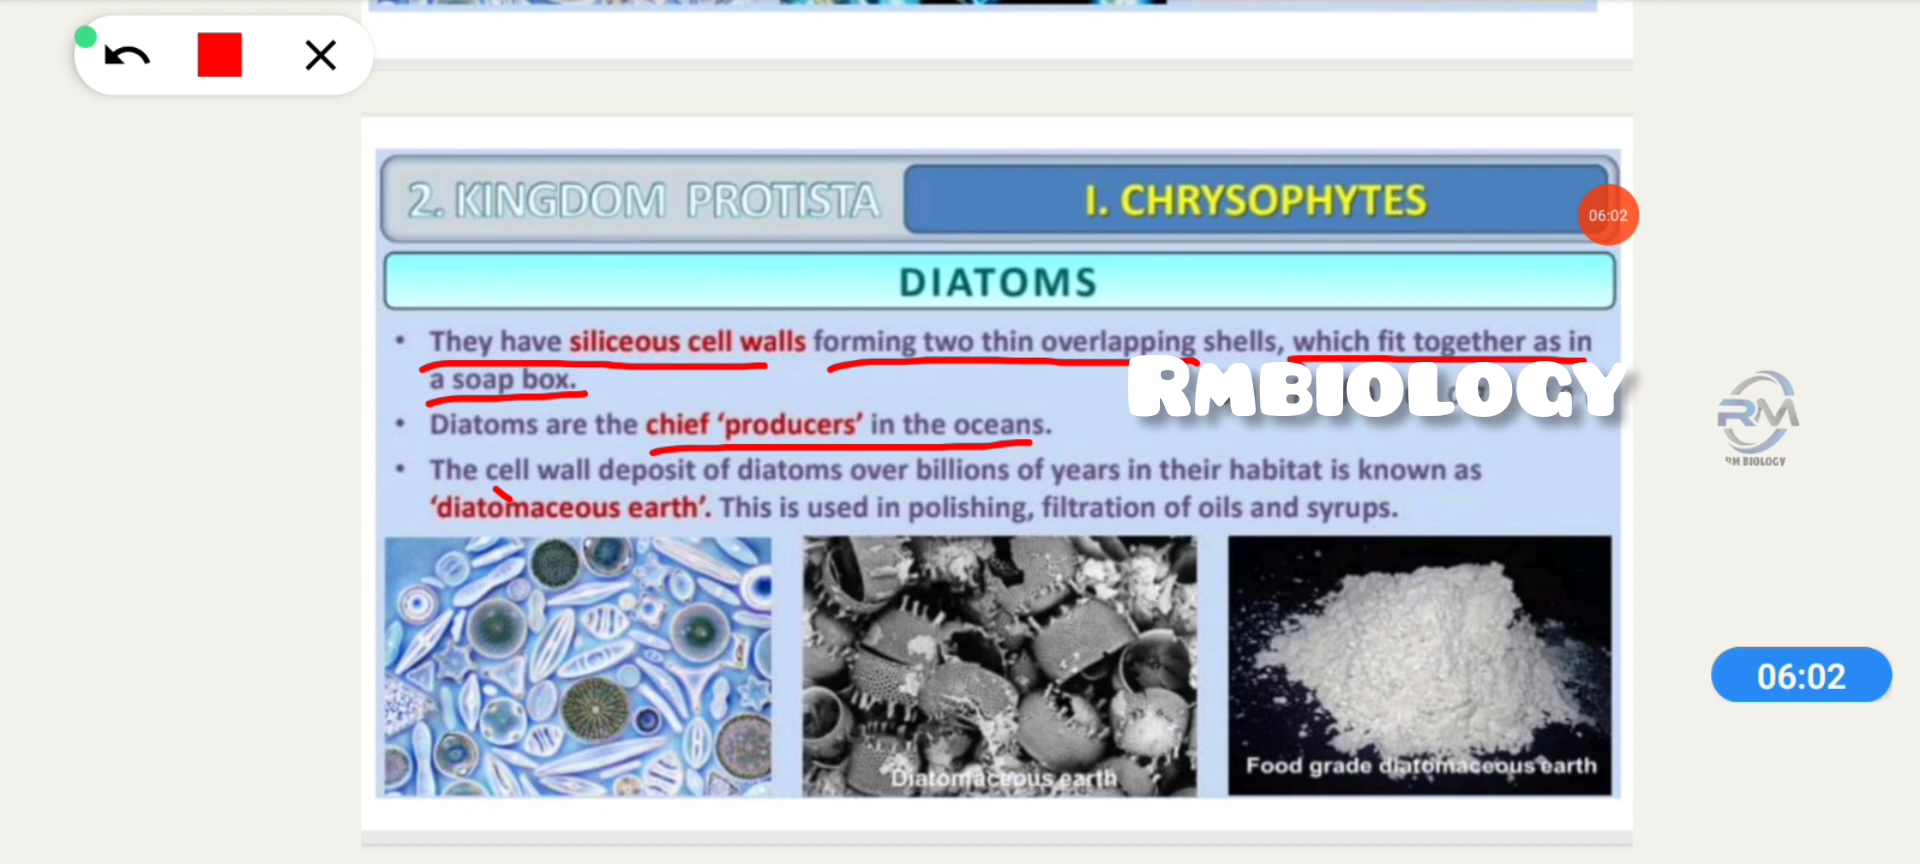 2. KINGDOM PROTISTA
I. CHRYSOPHYTES
06:02
DIATOMS
• They have siliceous cell walls forming two thin overlapping shells, which fit together as in
a soap box.
RMBIOLOGY
RM
RM BIOLOGY
• Diatoms are the chief ‘producers’ in the oceans.
• The cell wall deposit of diatoms over billions of years in their habitat is known as
‘diatomaceous earth’. This is used in polishing, filtration of oils and syrups.
06:02
Diatomaceous earth
Food grade diatomaceous earth